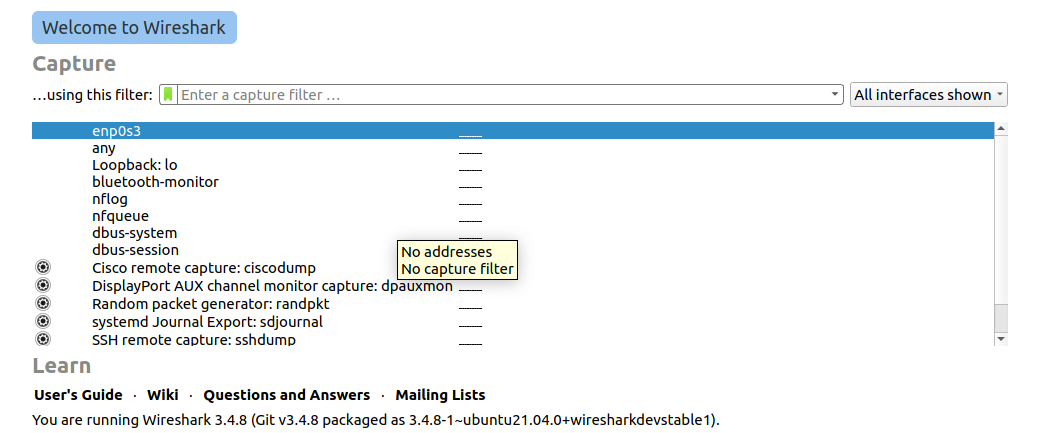 Welcome to Wireshark
Capture
...using this filter: Enter a capture filter ... All interfaces shown
enp0s3
any
Loopback: lo
bluetooth-monitor
nflog
nfqueue
dbus-system
dbus-session
No addresses
No capture filter
Cisco remote capture: ciscodump
DisplayPort AUX channel monitor capture: dpauxmon
Random packet generator: randpkt
systemd Journal Export: sdjournal
SSH remote capture: sshdump
Learn
User's Guide · Wiki · Questions and Answers · Mailing Lists
You are running Wireshark 3.4.8 (Git v3.4.8 packaged as 3.4.8-1~ubuntu21.04.0+wiresharkdevstable1).